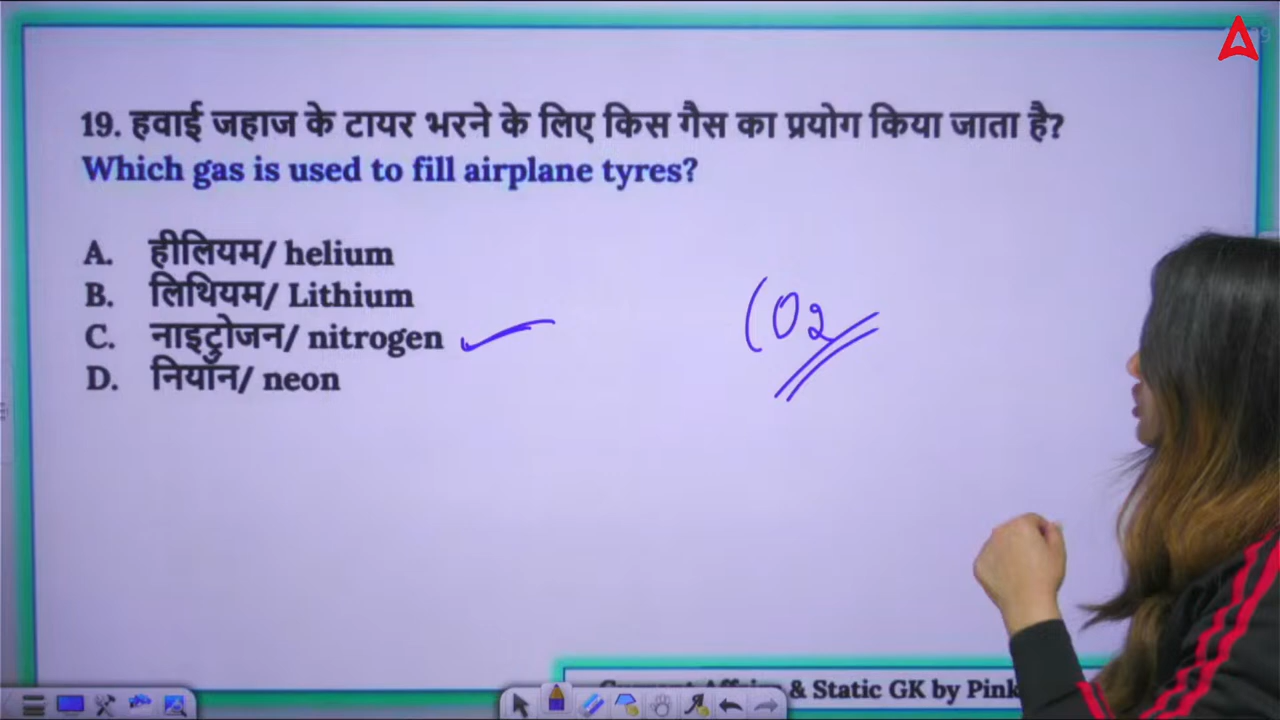 19. हवाई जहाज के टायर भरने के लिए किस गैस का प्रयोग किया जाता है?
Which gas is used to fill airplane tyres?
A. हीलियम/ helium
B. लिथियम/ Lithium
C. नाइट्रोजन/ nitrogen
(O2
D. नियॉन/ neon
& Static GK by Pink